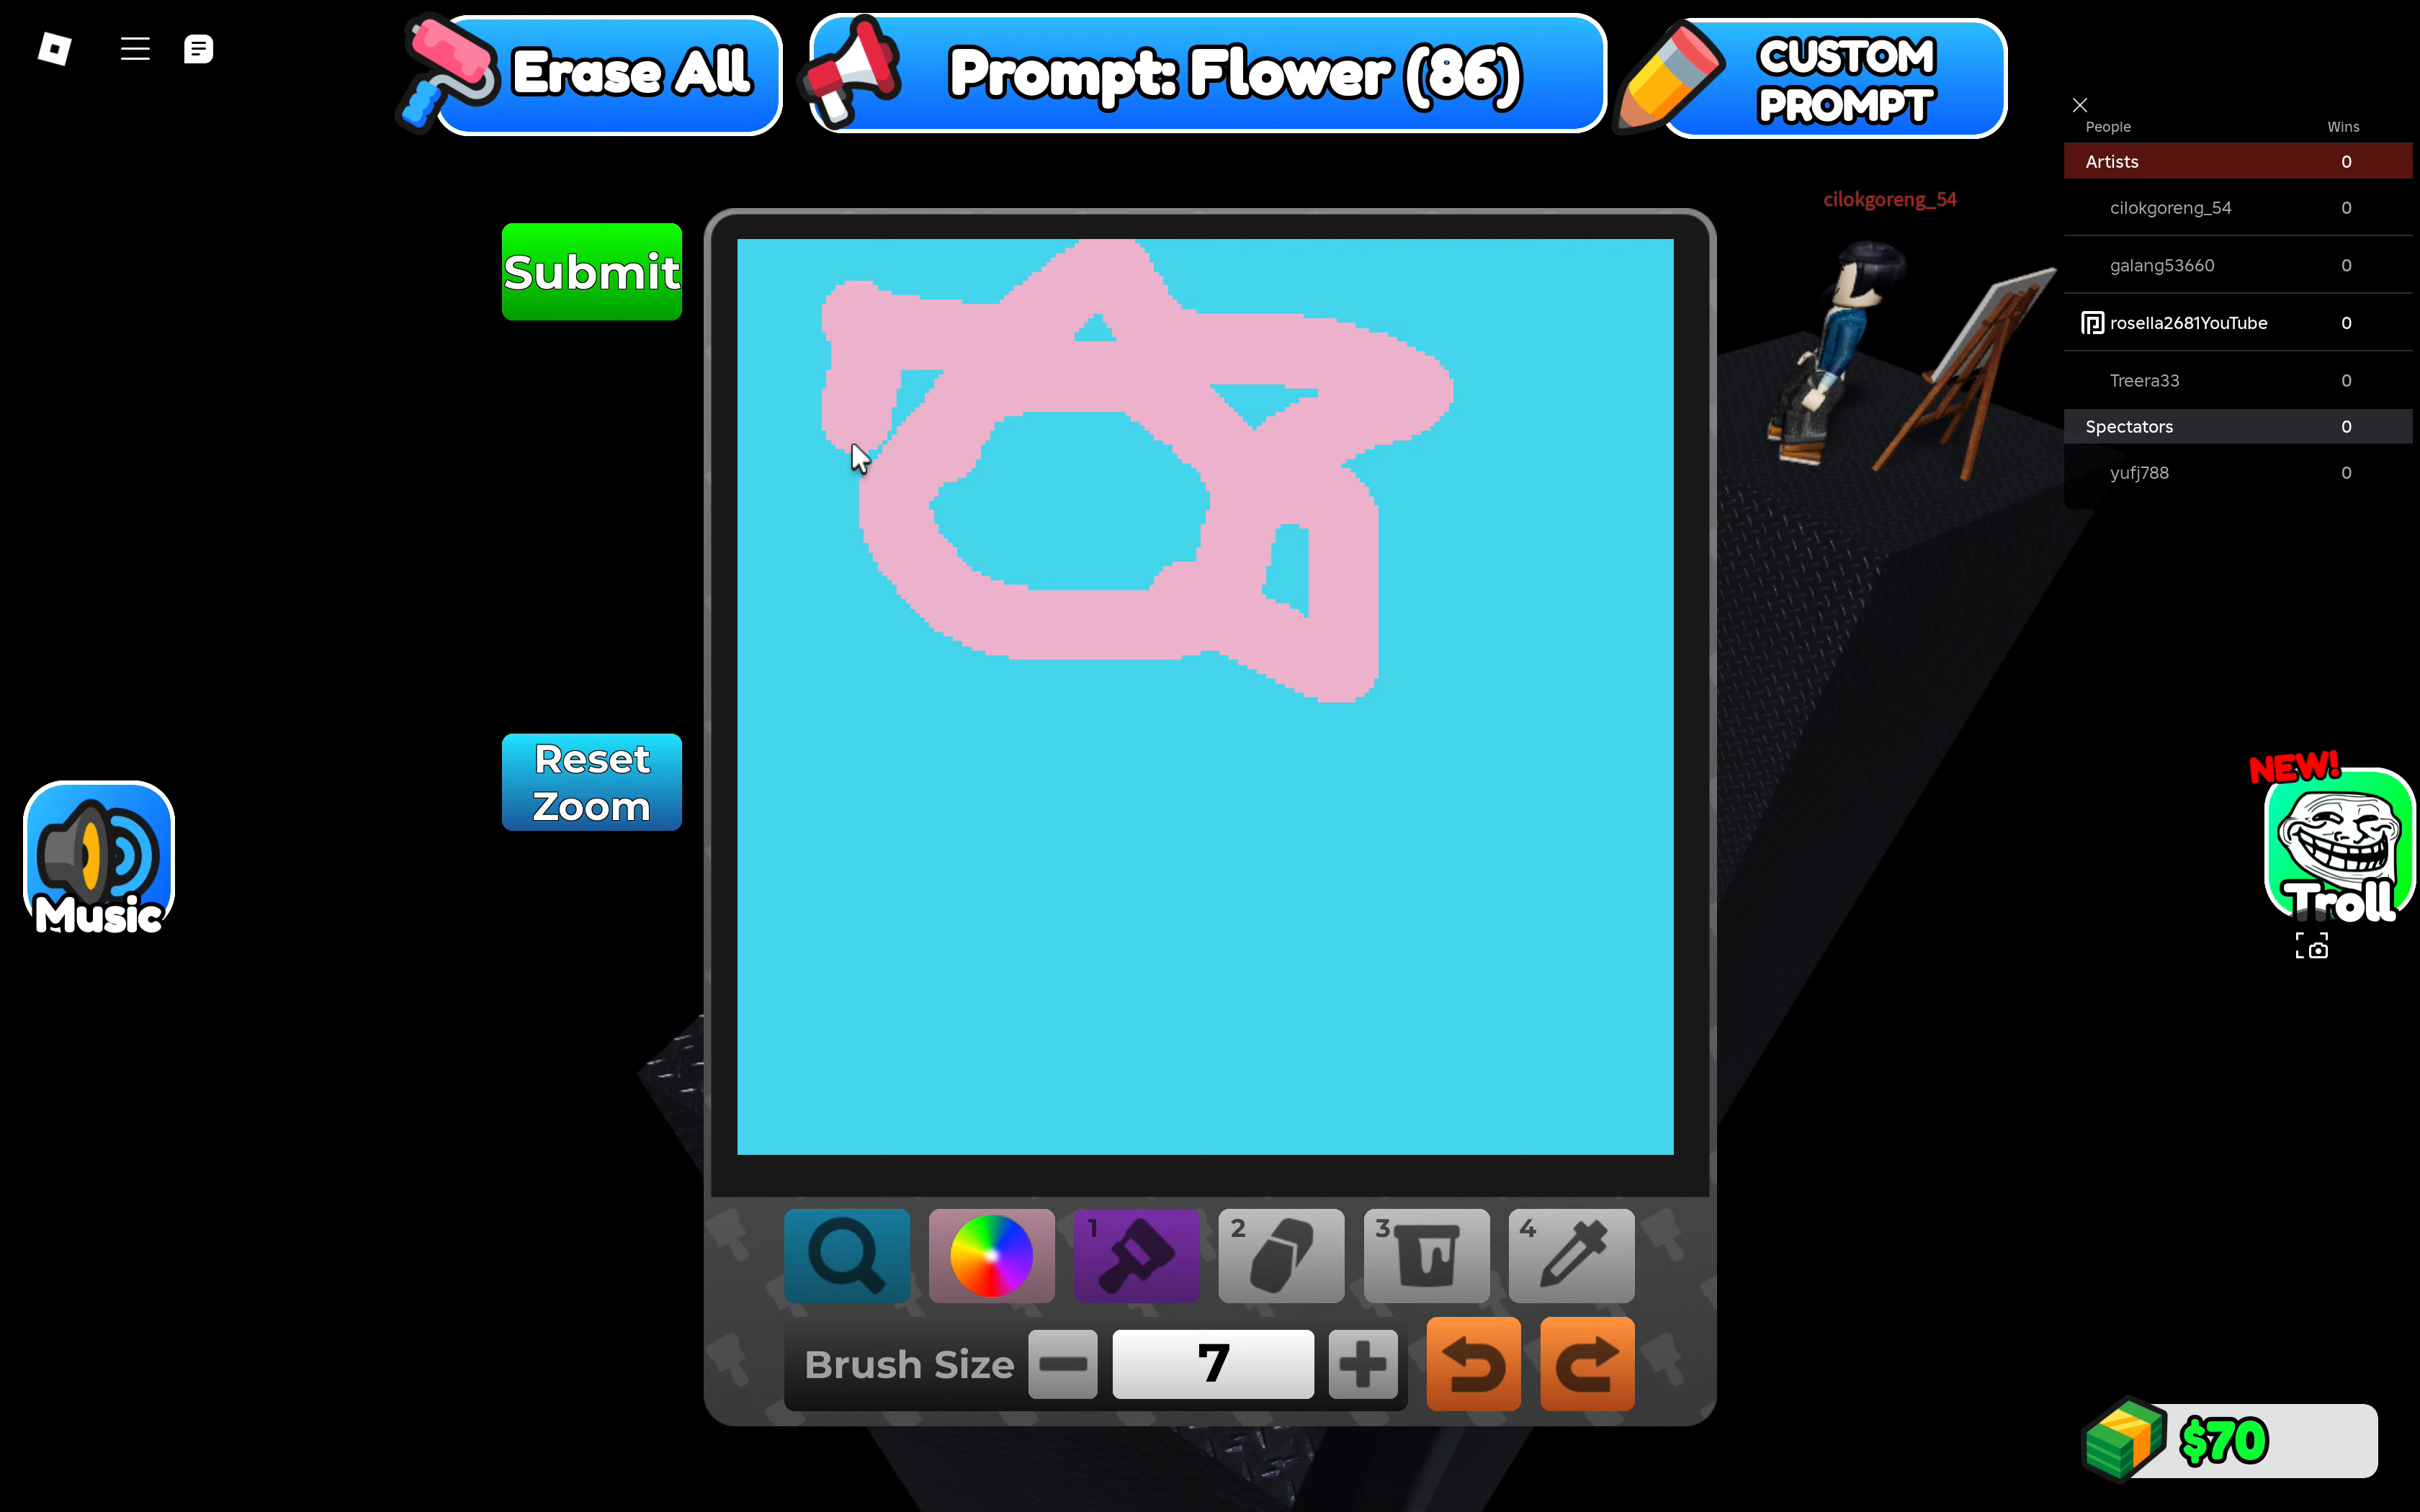 Erase All
Prompt: Flower (86)
CUSTOM
PROMPT
People Wins
Artists 0
cilokgoreng_54 0
galang53660 0
rosella2681YouTube 0
Treera33 0
Spectators 0
yufj788 0
cilokgoreng_54
Submit
Reset
Zoom
Music
NEW!
Troll
1
2
3
4
Brush Size
7
$70